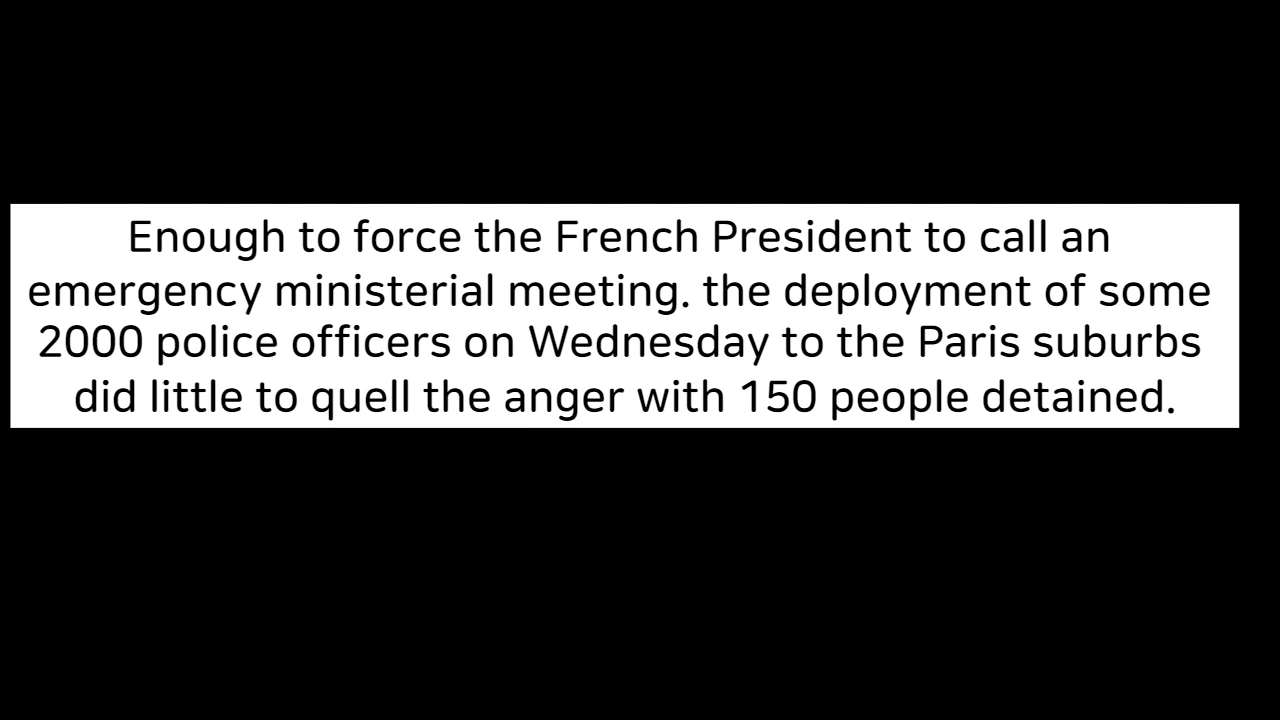 Enough to force the French President to call an
emergency ministerial meeting. the deployment of some
2000 police officers on Wednesday to the Paris suburbs
did little to quell the anger with 150 people detained.